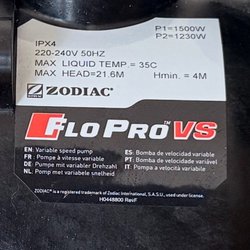 P1=1500W
IPX4 P2=1230W
220-240V 50HZ
MAX LIQUID TEMP.= 35C
MAX HEAD=21.6M Hmin. = 4M
ZODIAC®
FLOPRO™ VS
EN : Variable speed pump ES : Bomba de velocidad variable
FR : Pompe à vitesse variable PT : Bomba de velocidade variável
DE : Pumpe mit variabler Drehzahl IT : Pompa a velocità variabile
NL : Pomp met variabele snelheid
ZODIAC® is a registered trademark of Zodiac International, S.A.S.U., used under license.
H0448800 Rev/F